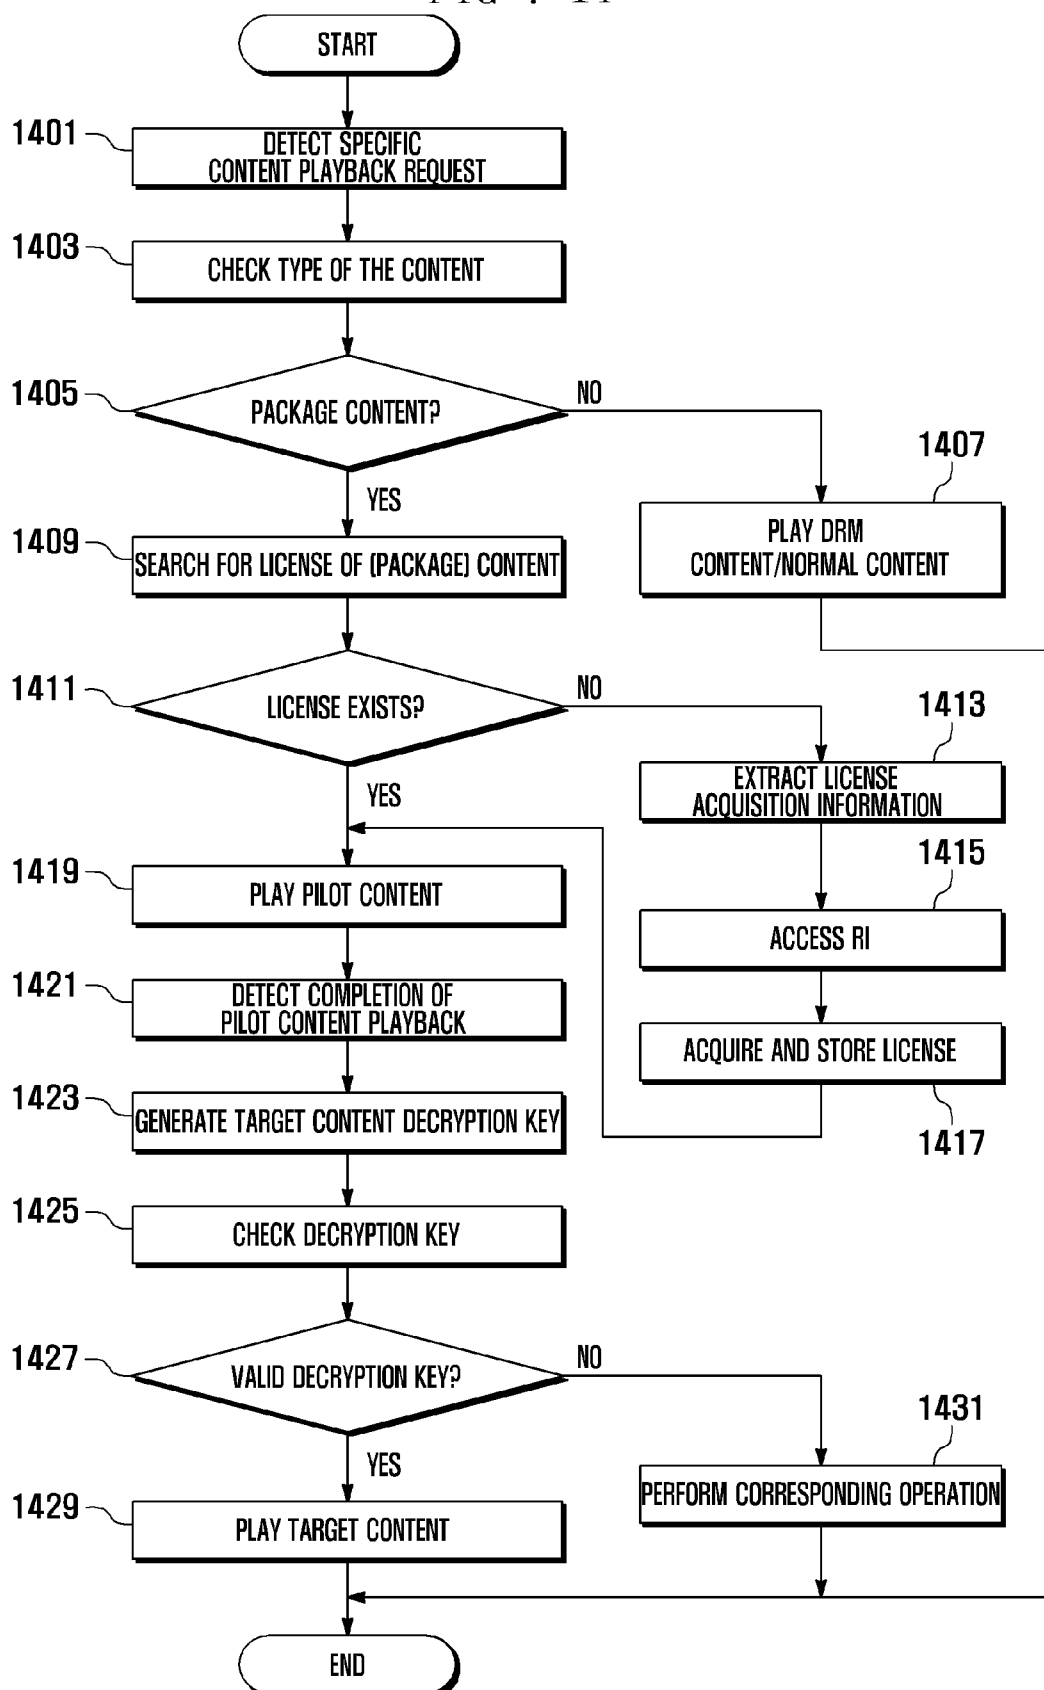 START
1401
DETECT SPECIFIC
CONTENT PLAYBACK REQUEST
1403
CHECK TYPE OF THE CONTENT
1405
PACKAGE CONTENT?
NO
YES
1407
PLAY DRM
CONTENT/NORMAL CONTENT
1409
SEARCH FOR LICENSE OF (PACKAGE) CONTENT
1411
LICENSE EXISTS?
NO
YES
1413
EXTRACT LICENSE
ACQUISITION INFORMATION
1415
ACCESS RI
ACQUIRE AND STORE LICENSE
1417
1419
PLAY PILOT CONTENT
1421
DETECT COMPLETION OF
PILOT CONTENT PLAYBACK
1423
GENERATE TARGET CONTENT DECRYPTION KEY
1425
CHECK DECRYPTION KEY
1427
VALID DECRYPTION KEY?
NO
YES
1431
PERFORM CORRESPONDING OPERATION
1429
PLAY TARGET CONTENT
END